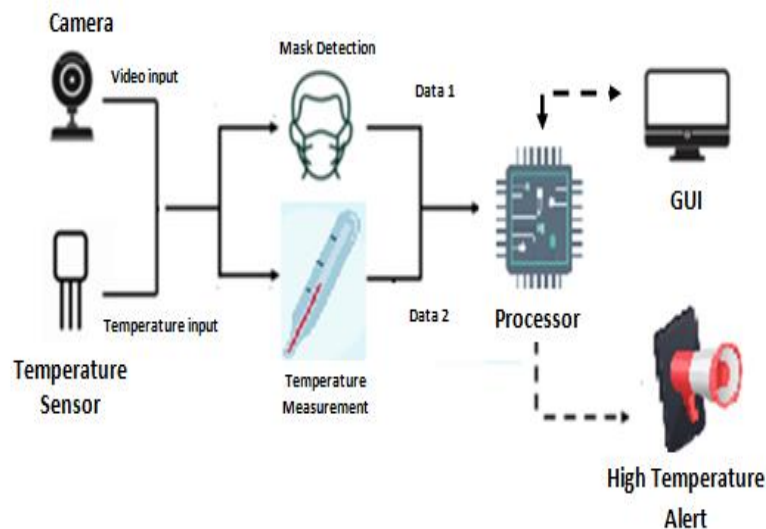 Camera
Video input
Mask Detection
Data 1
GUI
Temperature
Sensor
Temperature input
Temperature
Measurement
Data 2
Processor
High Temperature
Alert